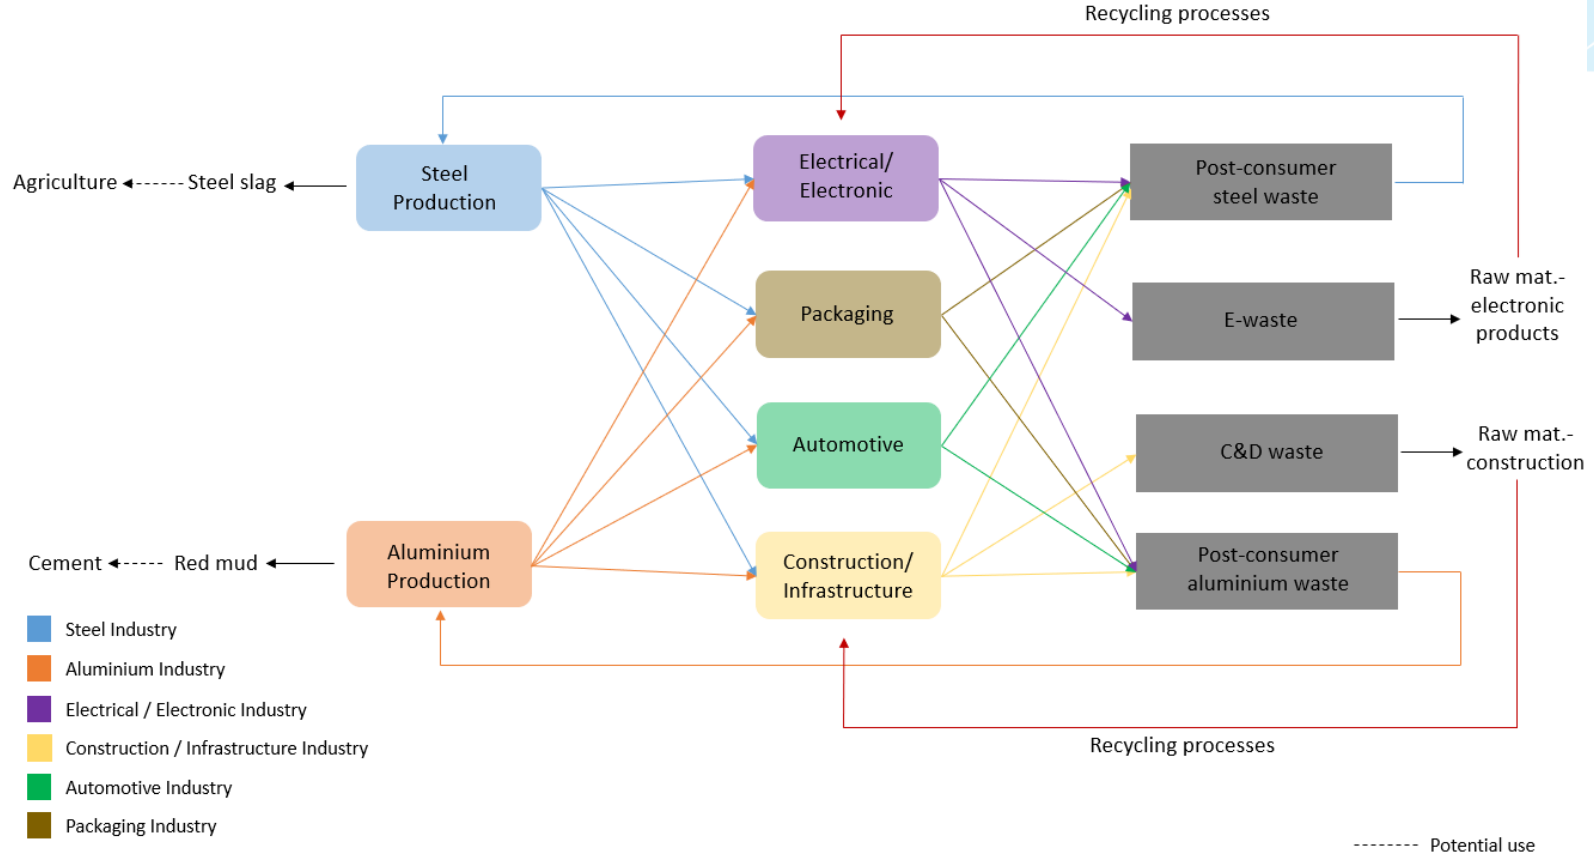 Recycling processes
Steel
Production
Agriculture
Steel slag
Electrical/
Electronic
Post-consumer
steel waste
Packaging
E-waste
Raw mat.-
electronic
products
Automotive
C&D waste
Raw mat.-
construction
Aluminium
Production
Cement
Red mud
Construction/
Infrastructure
Post-consumer
aluminium waste
Recycling processes
Steel Industry
Aluminium Industry
Electrical / Electronic Industry
Construction / Infrastructure Industry
Automotive Industry
Packaging Industry
Potential use